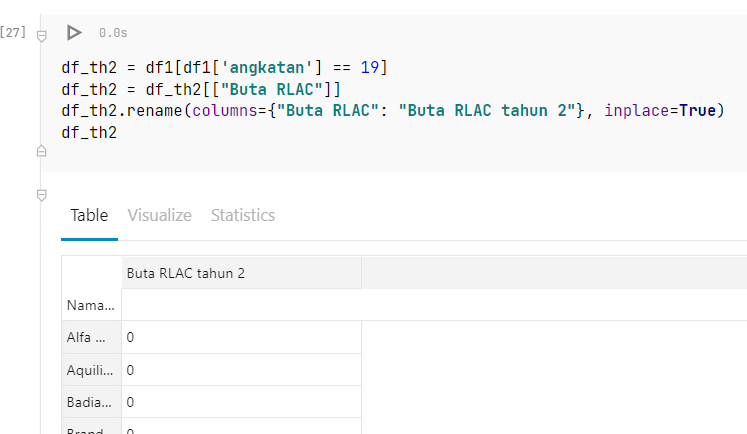 [27]
0.0s
df_th2 = df1[df1['angkatan'] == 19]
df_th2 = df_th2[["Buta RLAC"]]
df_th2.rename(columns={"Buta RLAC": "Buta RLAC tahun 2"}, inplace=True)
df_th2
Table Visualize Statistics
Buta RLAC tahun 2
Nama...
Alfa ... 0
Aquili... 0
Badia... 0
Brand... 0